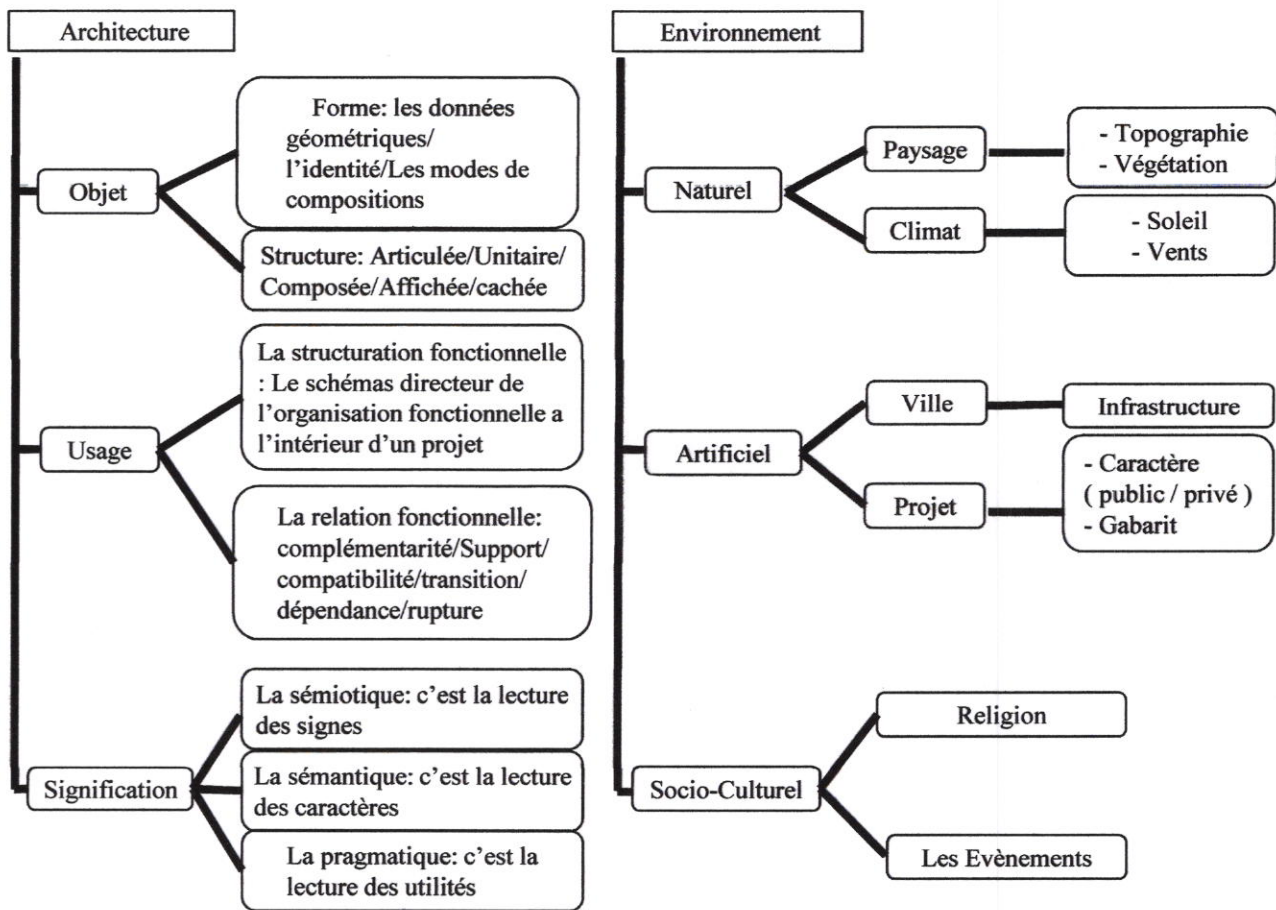 Architecture
Objet
Forme: les données
géométriques/
l'identité/Les modes de
compositions
Structure: Articulée/Unitaire/
Composée/Affichée/cachée
Usage
La structuration fonctionnelle
: Le schémas directeur de
l'organisation fonctionnelle a
l'intérieur d'un projet
La relation fonctionnelle:
complémentarité/Support/
compatibilité/transition/
dépendance/rupture
Signification
La sémiotique: c'est la lecture
des signes
La sémantique: c'est la lecture
des caractères
La pragmatique: c'est la
lecture des utilités
Environnement
Naturel
Paysage
- Topographie
- Végétation
Climat
- Soleil
- Vents
Artificiel
Ville
Infrastructure
Projet
- Caractère
( public / privé )
- Gabarit
Socio-Culturel
Religion
Les Evènements